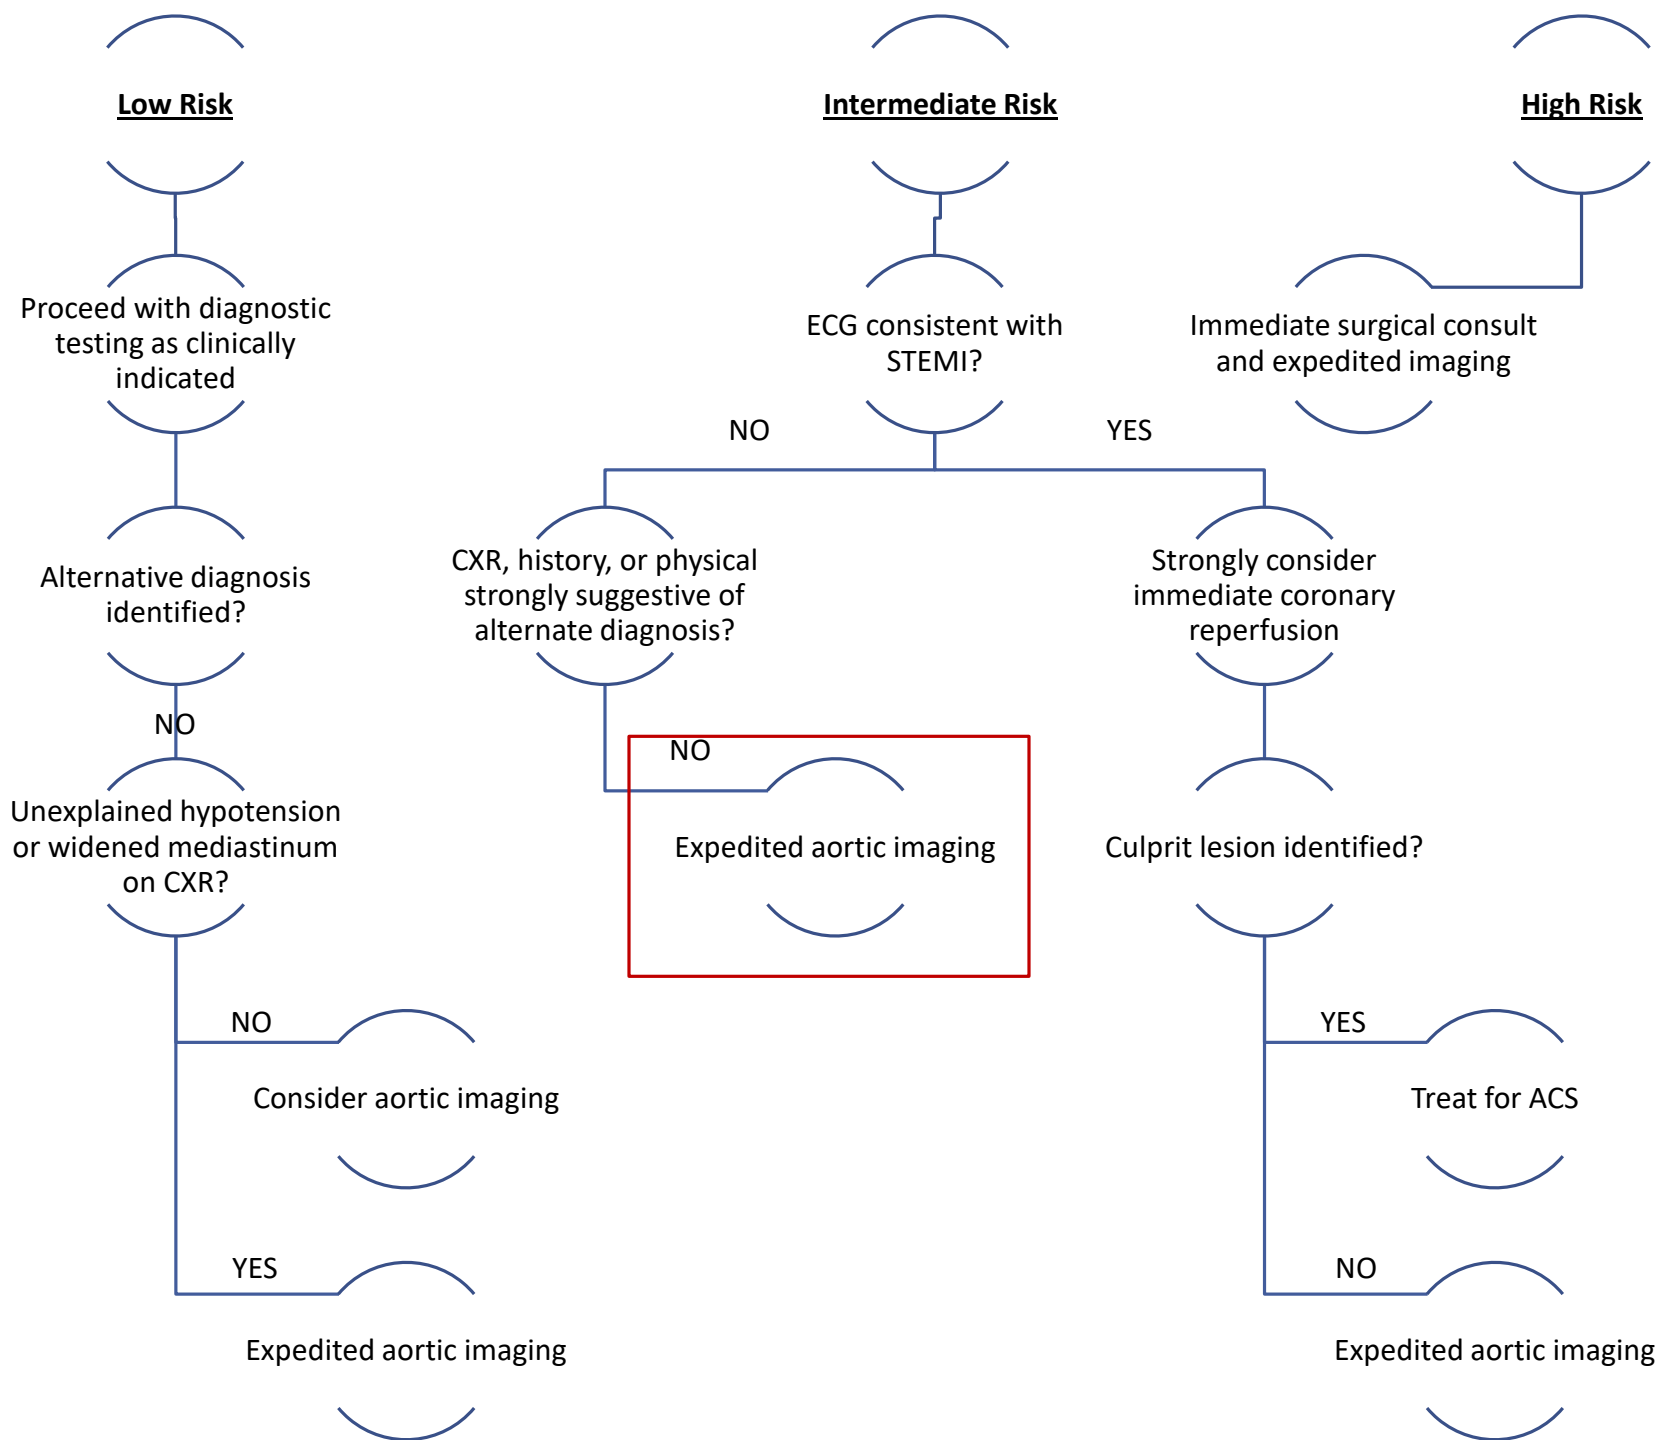 Low Risk
Proceed with diagnostic
testing as clinically
indicated
Alternative diagnosis
identified?
NO
Unexplained hypotension
or widened mediastinum
on CXR?
NO
Consider aortic imaging
YES
Expedited aortic imaging
Intermediate Risk
ECG consistent with
STEMI?
NO
CXR, history, or physical
strongly suggestive of
alternate diagnosis?
NO
Expedited aortic imaging
YES
Strongly consider
immediate coronary
reperfusion
Culprit lesion identified?
YES
Treat for ACS
NO
Expedited aortic imaging
High Risk
Immediate surgical consult
and expedited imaging